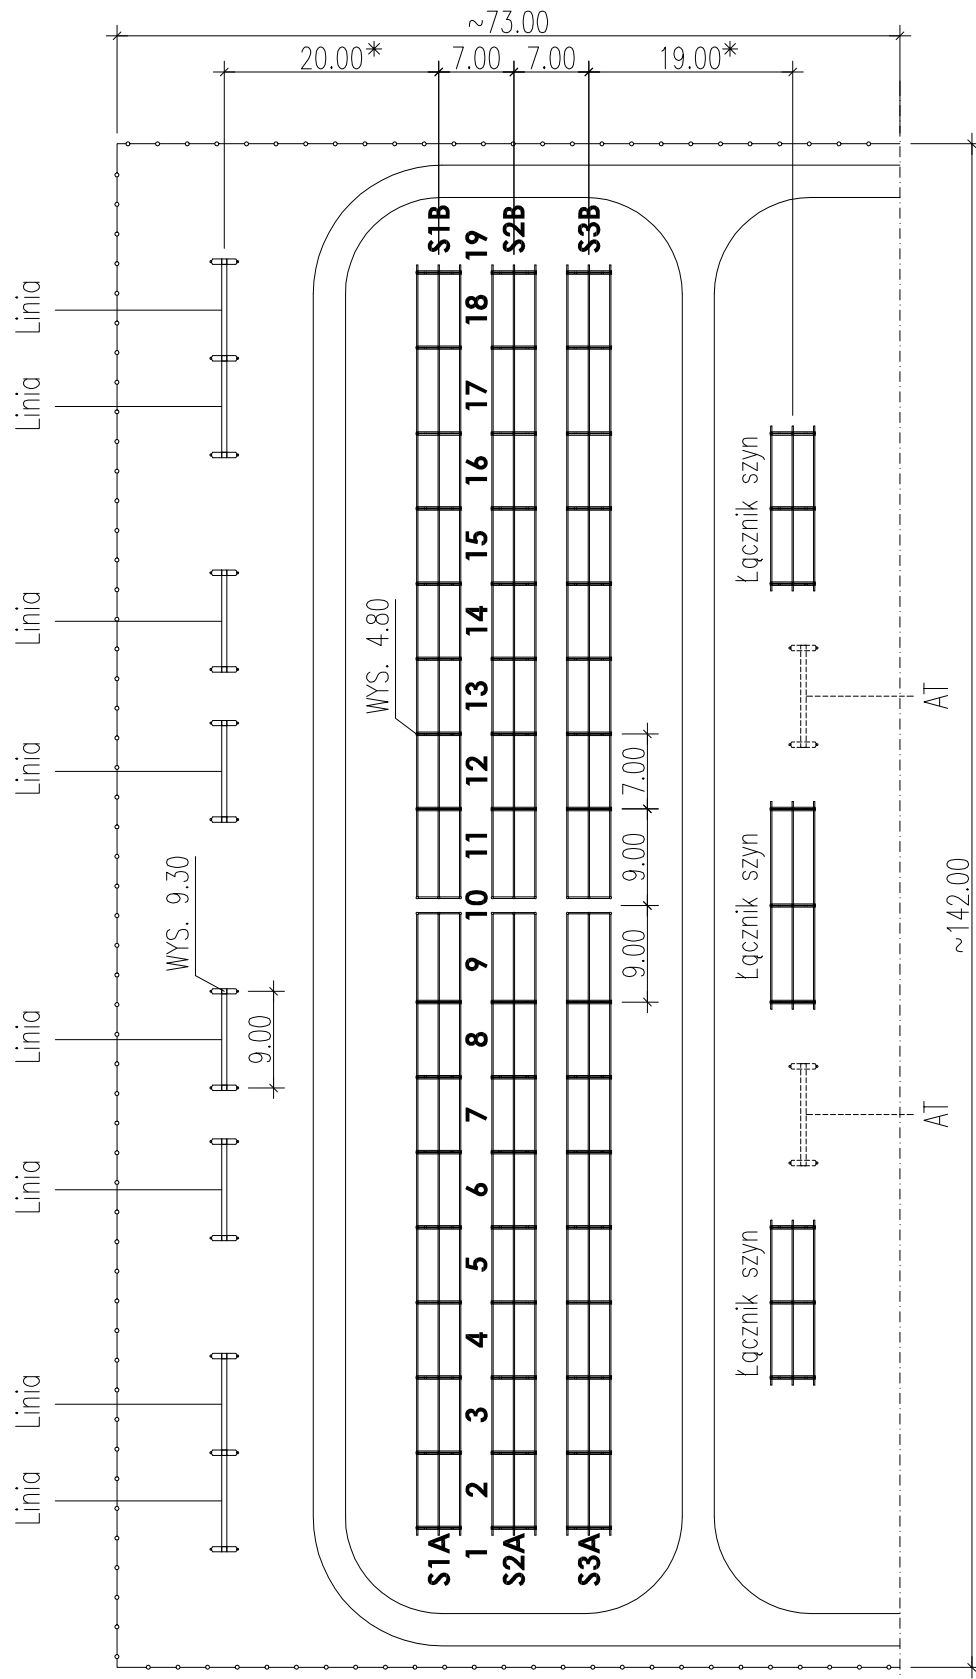 ~73.00
20.00*
7.00
7.00
19.00*
S1B
19
S2B
S3B
Linia
18
Linia
17
16
Łącznik szyn
15
Linia
14
WYS. 4.80
13
AT
Linia
12
7.00
11
9.00
Łącznik szyn
WYS. 9.30
10
~142.00
9
9.00
Linia
8
9.00
7
AT
Linia
6
5
Łącznik szyn
4
Linia
3
Linia
2
S1A
1
S2A
S3A